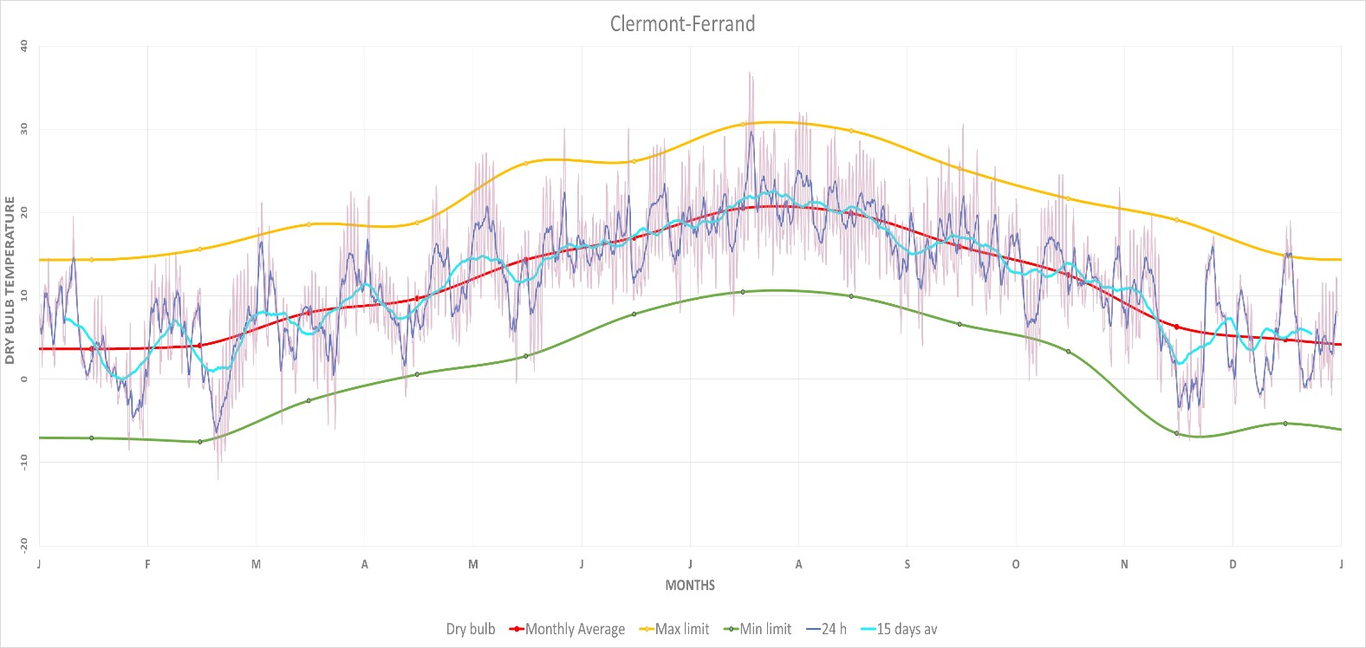 Clermont-Ferrand
40
30
20
10
0
-10
-20
DRY BULB TEMPERATURE
J F M A M J J A S O N D J
MONTHS
Dry bulb Monthly Average Max limit Min limit 24 h 15 days av